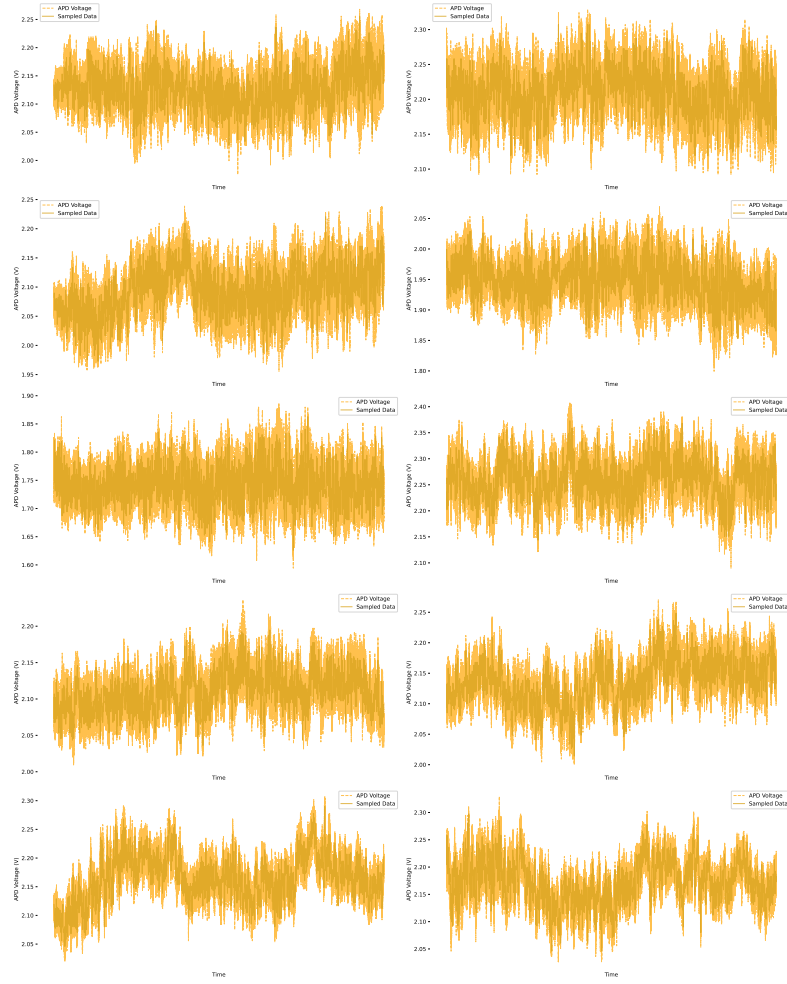 APD Voltage
Sampled Data
2.25
2.20
2.15
2.10
2.05
2.00
APD Voltage (V)
Time
APD Voltage
Sampled Data
2.30
2.25
2.20
2.15
2.10
APD Voltage (V)
Time
APD Voltage
Sampled Data
2.25
2.20
2.15
2.10
2.05
2.00
1.95
APD Voltage (V)
Time
APD Voltage
Sampled Data
2.05
2.00
1.95
1.90
1.85
1.80
APD Voltage (V)
Time
APD Voltage
Sampled Data
1.90
1.85
1.80
1.75
1.70
1.65
1.60
APD Voltage (V)
Time
APD Voltage
Sampled Data
2.40
2.35
2.30
2.25
2.20
2.15
2.10
APD Voltage (V)
Time
APD Voltage
Sampled Data
2.20
2.15
2.10
2.05
2.00
APD Voltage (V)
Time
APD Voltage
Sampled Data
2.25
2.20
2.15
2.10
2.05
2.00
APD Voltage (V)
Time
APD Voltage
Sampled Data
2.30
2.25
2.20
2.15
2.10
2.05
APD Voltage (V)
Time
APD Voltage
Sampled Data
2.30
2.25
2.20
2.15
2.10
2.05
APD Voltage (V)
Time